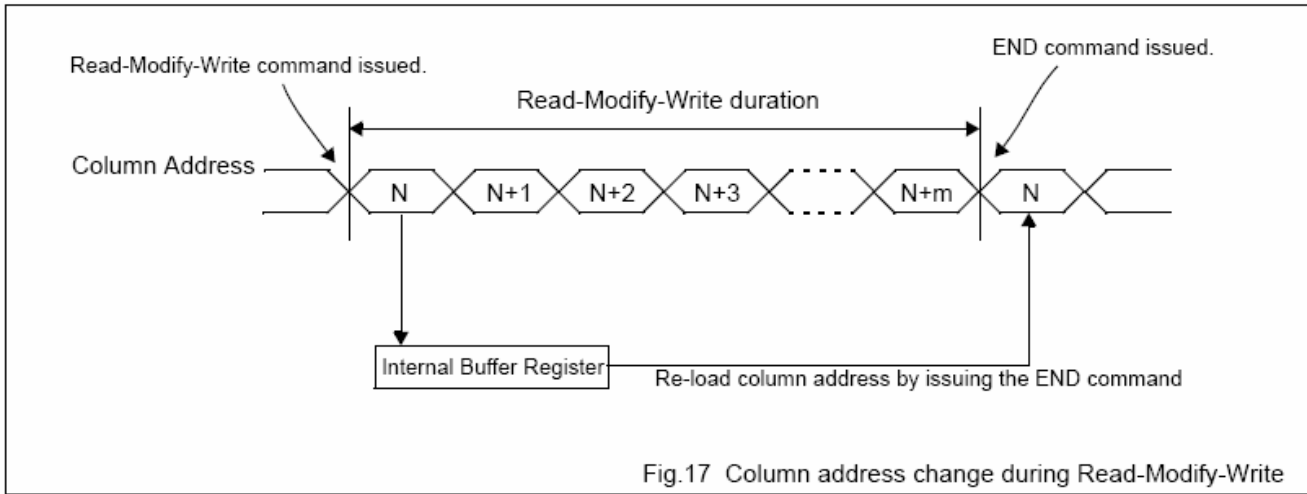 END command issued.
Read-Modify-Write command issued.
Read-Modify-Write duration
Column Address
N N+1 N+2 N+3 N+m N
Internal Buffer Register
Re-load column address by issuing the END command
Fig.17 Column address change during Read-Modify-Write